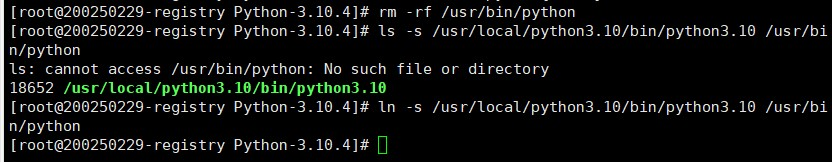 [root@200250229-registry Python-3.10.4]# rm -rf /usr/bin/python
[root@200250229-registry Python-3.10.4]# ls -s /usr/local/python3.10/bin/python3.10 /usr/bi
n/python
ls: cannot access /usr/bin/python: No such file or directory
18652 /usr/local/python3.10/bin/python3.10
[root@200250229-registry Python-3.10.4]# ln -s /usr/local/python3.10/bin/python3.10 /usr/bi
n/python
[root@200250229-registry Python-3.10.4]#